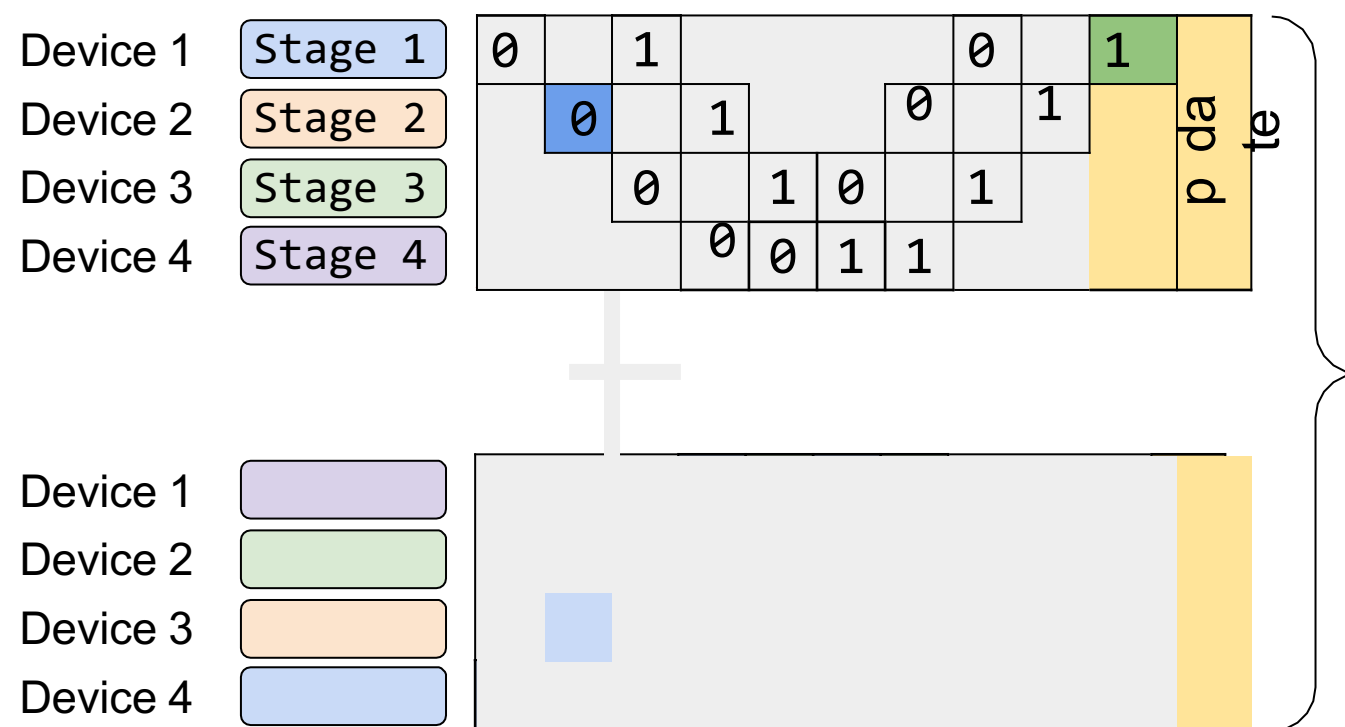 Device 1 Stage 1 0 1 0 1
Device 2 Stage 2 0 1 0 1
Device 3 Stage 3 0 1 0 1
Device 4 Stage 4 0 0 1 1
p da
te
Device 1
Device 2
Device 3
Device 4